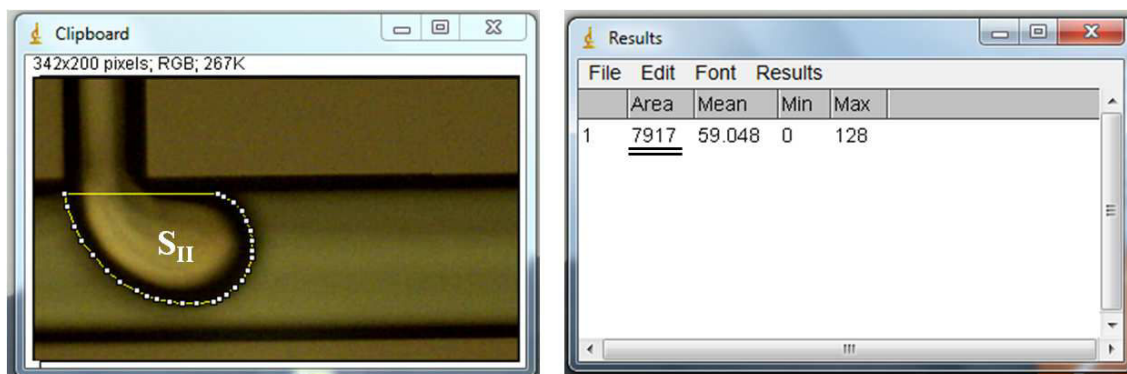 Clipboard
342x200 pixels; RGB; 267K
S_II
Results
File Edit Font Results
Area Mean Min Max
1 7917 59.048 0 128